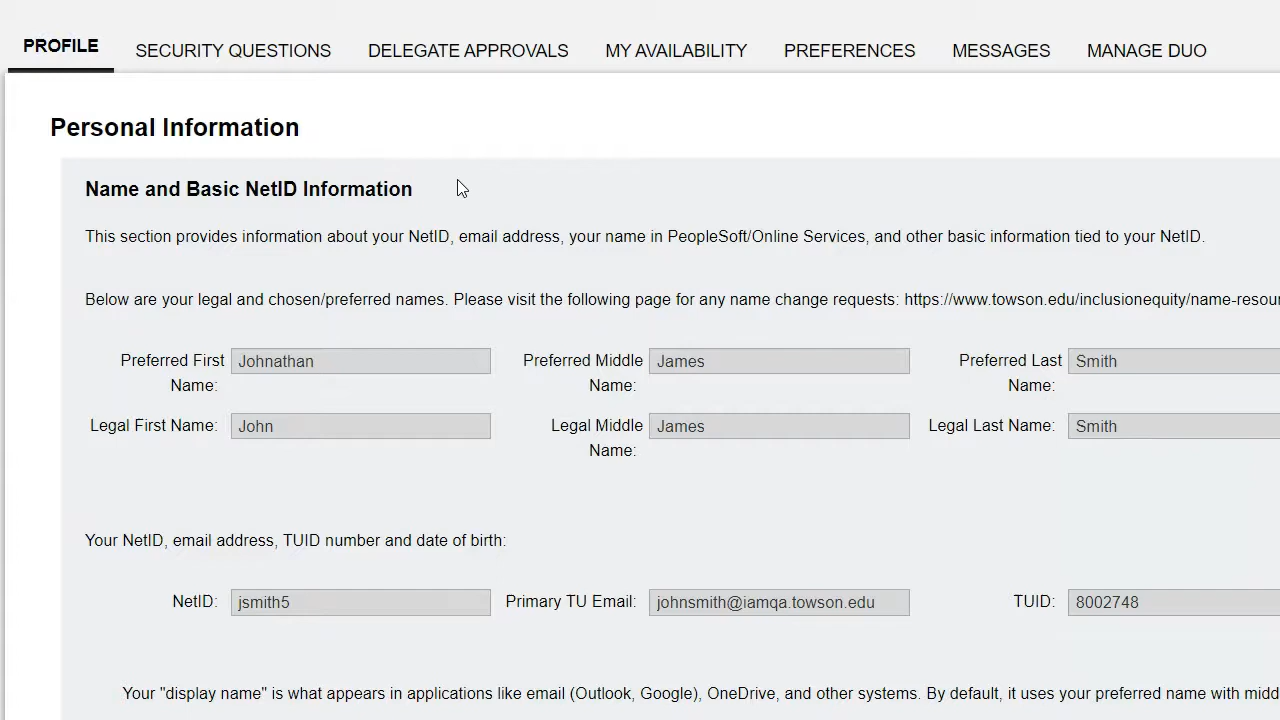 PROFILE SECURITY QUESTIONS DELEGATE APPROVALS MY AVAILABILITY PREFERENCES MESSAGES MANAGE DUO
Personal Information
Name and Basic NetID Information
This section provides information about your NetID, email address, your name in PeopleSoft/Online Services, and other basic information tied to your NetID.
Below are your legal and chosen/preferred names. Please visit the following page for any name change requests: https://www.towson.edu/inclusionequity/name-resour
Preferred First Name: Johnathan Preferred Middle Name: James Preferred Last Name: Smith
Legal First Name: John Legal Middle Name: James Legal Last Name: Smith
Your NetID, email address, TUID number and date of birth:
NetID: jsmith5 Primary TU Email: johnsmith@iamqa.towson.edu TUID: 8002748
Your "display name" is what appears in applications like email (Outlook, Google), OneDrive, and other systems. By default, it uses your preferred name with midd